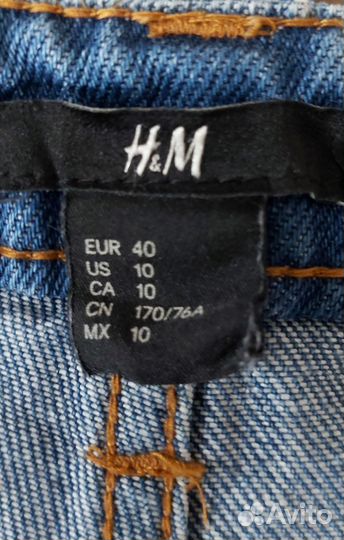 H&M
EUR 40
US 10
CA 10
CN 170/76A
MX 10
Avito